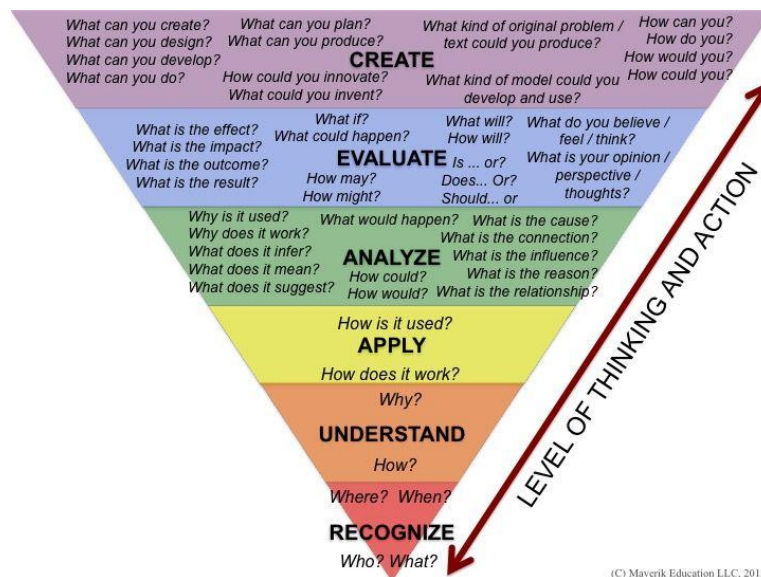 What can you create?
What can you design?
What can you develop?
What can you do?
What can you plan?
What can you produce?
CREATE
How could you innovate?
What could you invent?
What kind of original problem /
text could you produce?
What kind of model could you
develop and use?
How can you?
How do you?
How would you?
How could you?
What is the effect?
What is the impact?
What is the outcome?
What is the result?
What if?
What could happen?
EVALUATE
How may?
How might?
What will?
How will?
Is ... or?
Does... Or?
Should... or
What do you believe /
feel / think?
What is your opinion /
perspective /
thoughts?
Why is it used?
Why does it work?
What does it infer?
What does it mean?
What does it suggest?
What would happen?
ANALYZE
How could?
How would?
What is the cause?
What is the connection?
What is the influence?
What is the reason?
What is the relationship?
How is it used?
APPLY
How does it work?
Why?
UNDERSTAND
How?
Where? When?
RECOGNIZE
Who? What?
LEVEL OF THINKING AND ACTION
(C) Maverik Education LLC, 201